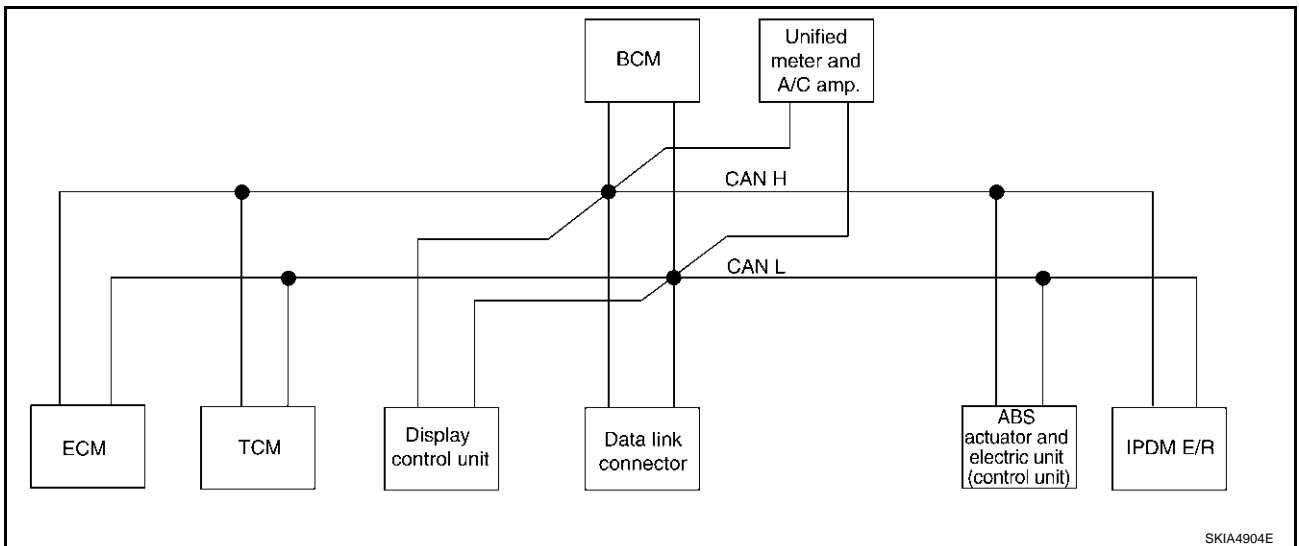 BCM
Unified
meter and
A/C amp.
CAN H
CAN L
ECM
TCM
Display
control unit
Data link
connector
ABS
actuator and
electric unit
(control unit)
IPDM E/R
SKIA4904E